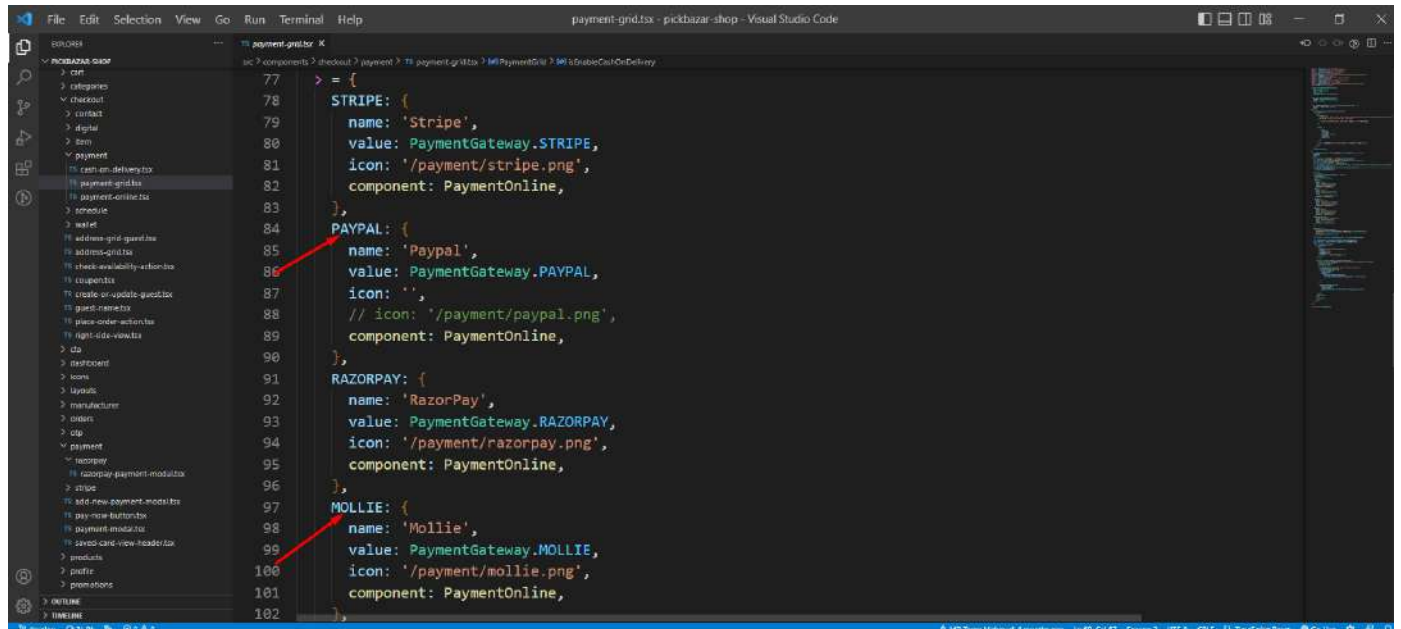 File Edit Selection View Go Run Terminal Help
payment-grid.tsx - pickbazar-shop - Visual Studio Code
EXPLORER
PICKBAZAR-SHOP
cart
categories
checkout
contact
digital
item
payment
cash-on-delivery.tsx
payment-grid.tsx
payment-online.tsx
schedule
wallet
address-grid-guest.tsx
address-grid.tsx
check-availability-action.tsx
coupon.tsx
create-or-update-guest.tsx
guest-name.tsx
place-order-action.tsx
right-side-view.tsx
cta
dashboard
icons
layouts
manufacturer
orders
otp
payment
razorpay
razorpay-payment-modal.tsx
stripe
add-new-payment-modal.tsx
pay-now-button.tsx
payment-modal.tsx
saved-card-view-header.tsx
products
profile
promotions
OUTLINE
TIMELINE
payment-grid.tsx X
src > components > checkout > payment > payment-grid.tsx > PaymentGrid > isEnableCashOnDelivery
77 > = {
78 STRIPE: {
79 name: 'Stripe',
80 value: PaymentGateway.STRIPE,
81 icon: '/payment/stripe.png',
82 component: PaymentOnline,
83 },
84 PAYPAL: {
85 name: 'Paypal',
86 value: PaymentGateway.PAYPAL,
87 icon: '',
88 // icon: '/payment/paypal.png',
89 component: PaymentOnline,
90 },
91 RAZORPAY: {
92 name: 'RazorPay',
93 value: PaymentGateway.RAZORPAY,
94 icon: '/payment/razorpay.png',
95 component: PaymentOnline,
96 },
97 MOLLIE: {
98 name: 'Mollie',
99 value: PaymentGateway.MOLLIE,
100 icon: '/payment/mollie.png',
101 component: PaymentOnline,
102 },